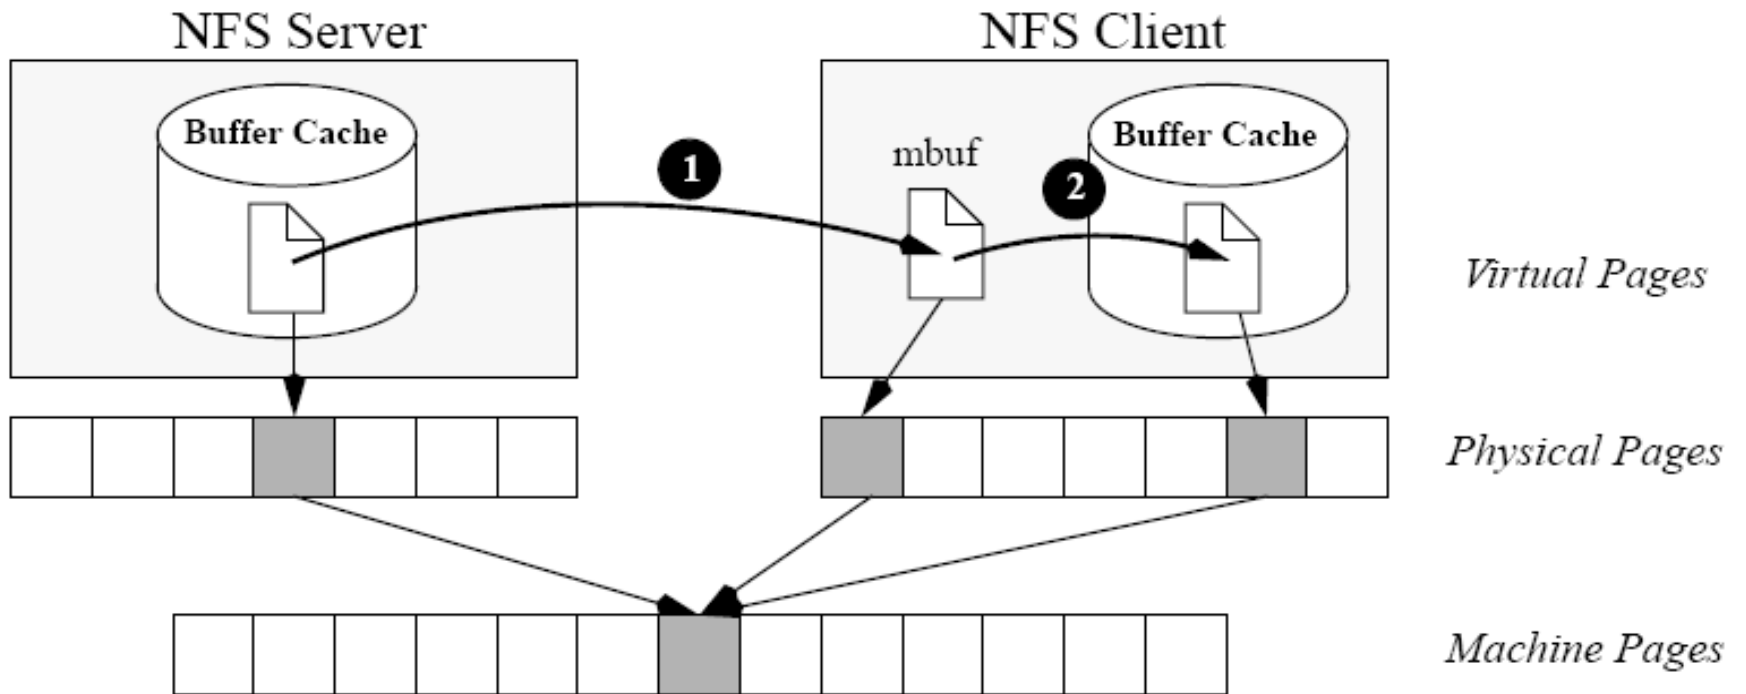 NFS Server
NFS Client
Buffer Cache
Buffer Cache
1
mbuf
2
Virtual Pages
Physical Pages
Machine Pages